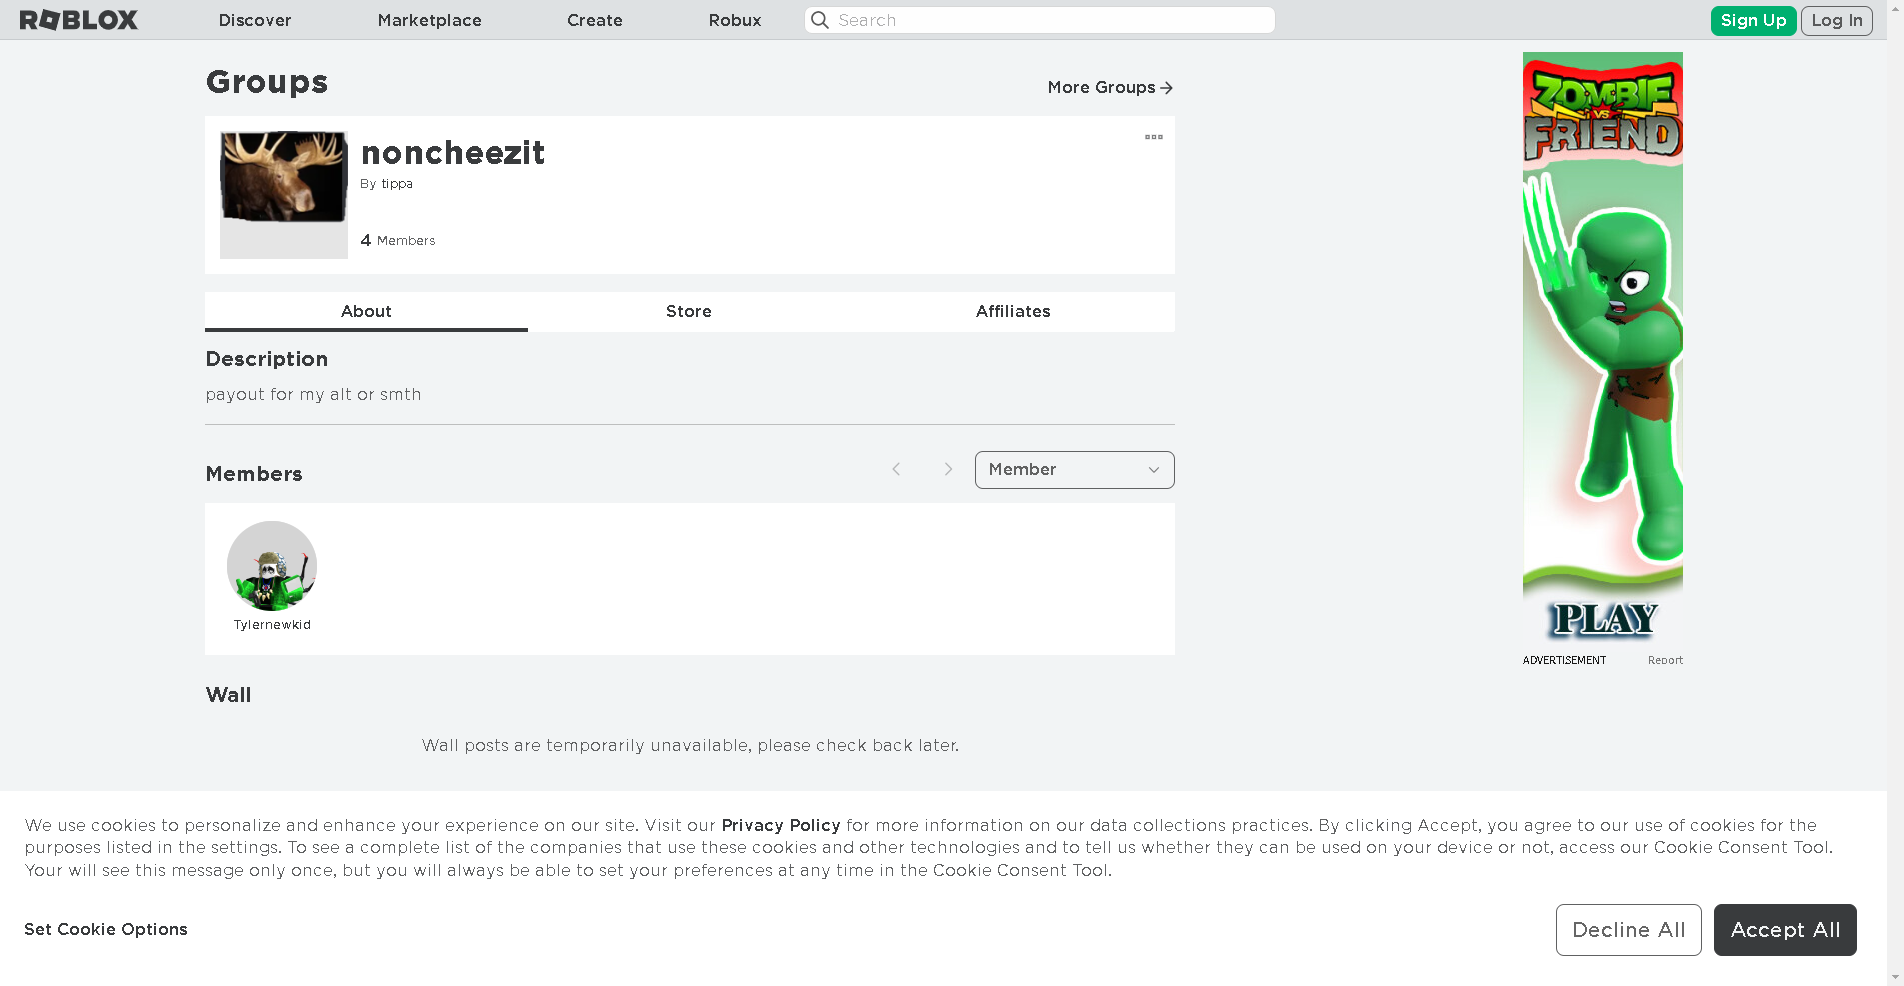 ROBLOX
Discover
Marketplace
Create
Robux
Search
Sign Up
Log In
Groups
More Groups
noncheezit
By tippa
4 Members
About
Store
Affiliates
Description
payout for my alt or smth
Members
Member
Tylernewkid
Wall
Wall posts are temporarily unavailable, please check back later.
ZOMBIE
VS
FRIEND
PLAY
ADVERTISEMENT
Report
We use cookies to personalize and enhance your experience on our site. Visit our Privacy Policy for more information on our data collections practices. By clicking Accept, you agree to our use of cookies for the
purposes listed in the settings. To see a complete list of the companies that use these cookies and other technologies and to tell us whether they can be used on your device or not, access our Cookie Consent Tool.
Your will see this message only once, but you will always be able to set your preferences at any time in the Cookie Consent Tool.
Set Cookie Options
Decline All
Accept All